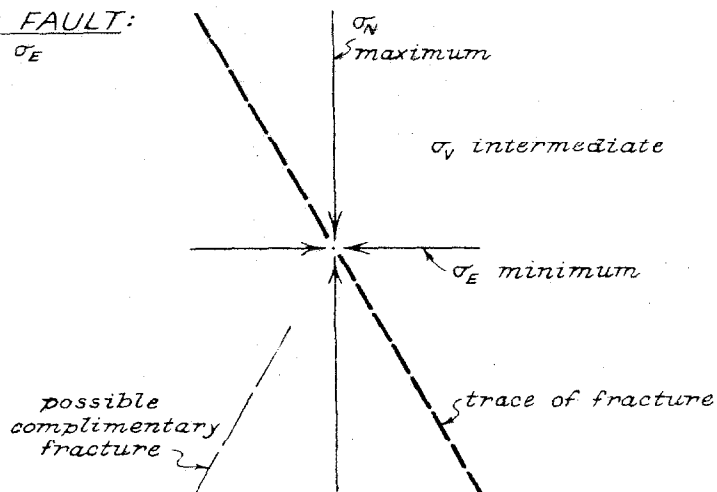 FAULT:
σE
σN
maximum
σV intermediate
σE minimum
trace of fracture
possible
complimentary
fracture